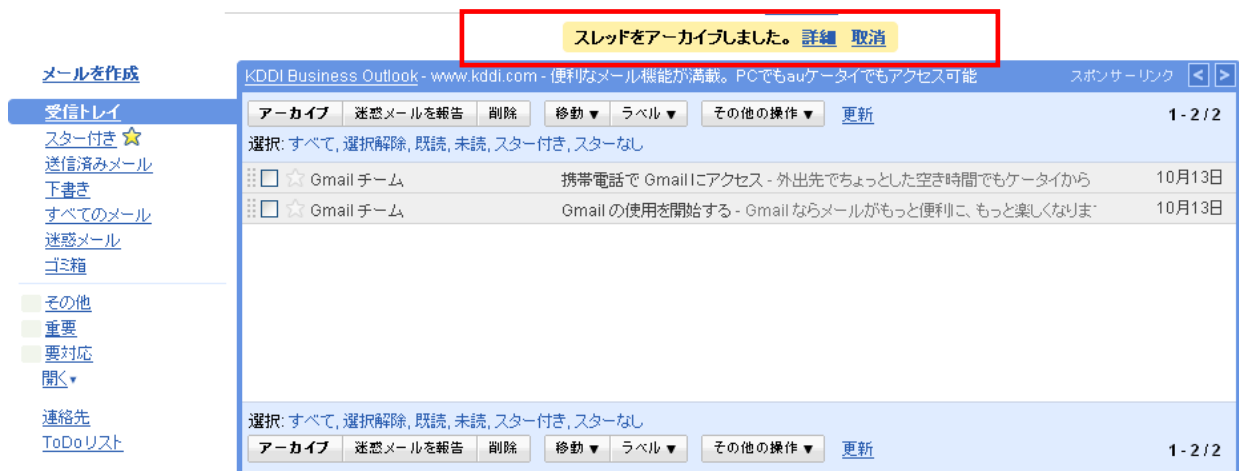 スレッドをアーカイブしました。 詳細 取消
メールを作成
受信トレイ
スター付き
送信済みメール
下書き
すべてのメール
迷惑メール
ゴミ箱
その他
重要
要対応
開く▼
連絡先
ToDoリスト
KDDI Business Outlook - www.kddi.com - 便利なメール機能が満載。PCでもauケータイでもアクセス可能 スポンサーリンク < >
アーカイブ 迷惑メールを報告 削除 移動▼ ラベル▼ その他の操作▼ 更新 1 - 2 / 2
選択: すべて, 選択解除, 既読, 未読, スター付き, スターなし
Gmail チーム 携帯電話で Gmail にアクセス - 外出先でちょっとした空き時間でもケータイから 10月13日
Gmail チーム Gmail の使用を開始する - Gmail ならメールがもっと便利に、もっと楽しくなりま 10月13日
選択: すべて, 選択解除, 既読, 未読, スター付き, スターなし
アーカイブ 迷惑メールを報告 削除 移動▼ ラベル▼ その他の操作▼ 更新 1 - 2 / 2